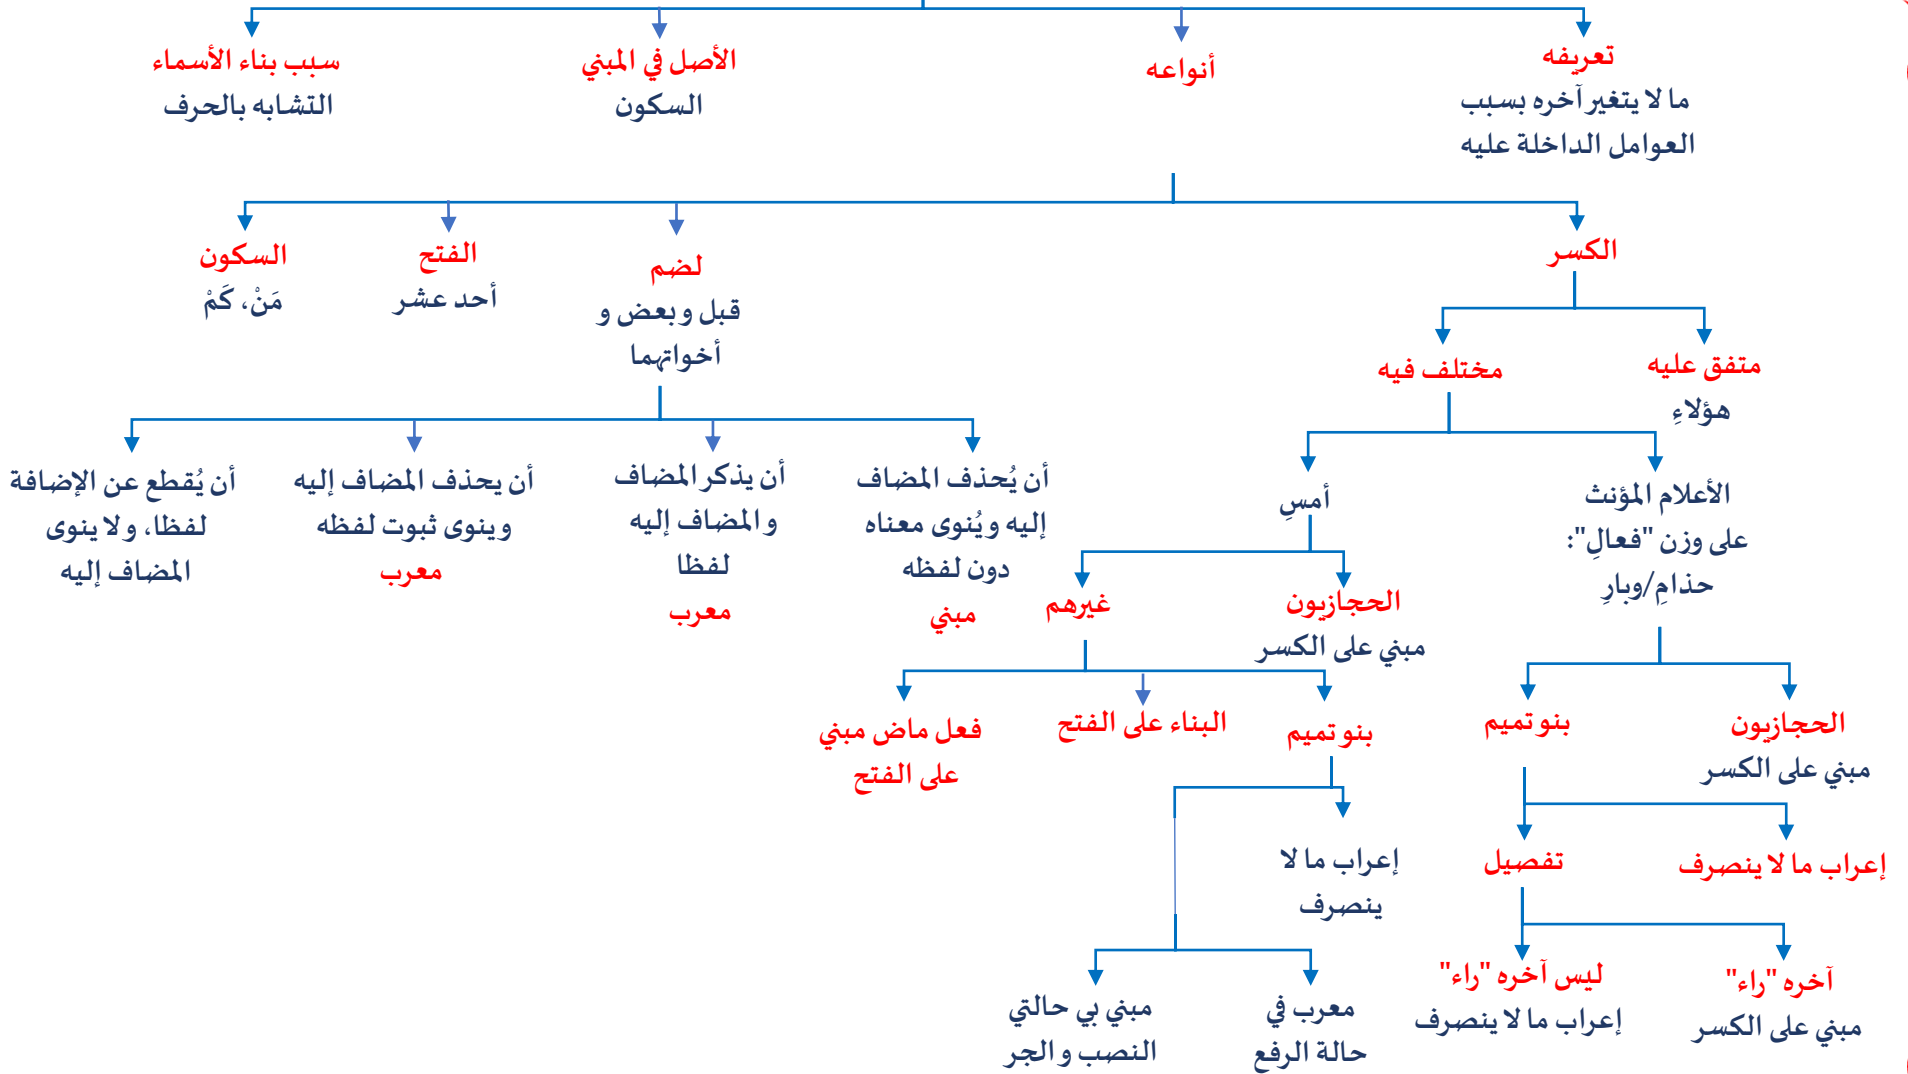 تعريفه
ما لا يتغير آخره بسبب
العوامل الداخلة عليه
أنواعه
الأصل في المبني
السكون
سبب بناء الأسماء
التشابه بالحرف
الكسر
لضم
قبل وبعض و
أخواتهما
الفتح
أحد عشر
السكون
مَنْ، كَمْ
متفق عليه
هؤلاءِ
مختلف فيه
الأعلام المؤنث
على وزن "فعالِ":
حذامِ/وبارِ
أمسِ
أن يُحذف المضاف
إليه ويُنوى معناه
دون لفظه
مبني
أن يذكر المضاف
والمضاف إليه
لفظا
معرب
أن يحذف المضاف إليه
وينوى ثبوت لفظه
معرب
أن يُقطع عن الإضافة
لفظا، ولا ينوى
المضاف إليه
الحجازيون
مبني على الكسر
غيرهم
الحجازيون
مبني على الكسر
بنو تميم
بنو تميم
البناء على الفتح
فعل ماض مبني
على الفتح
إعراب ما لا ينصرف
تفصيل
إعراب ما لا
ينصرف
آخره "راء"
مبني على الكسر
ليس آخره "راء"
إعراب ما لا ينصرف
معرب في
حالة الرفع
مبني بي حالتي
النصب والجر